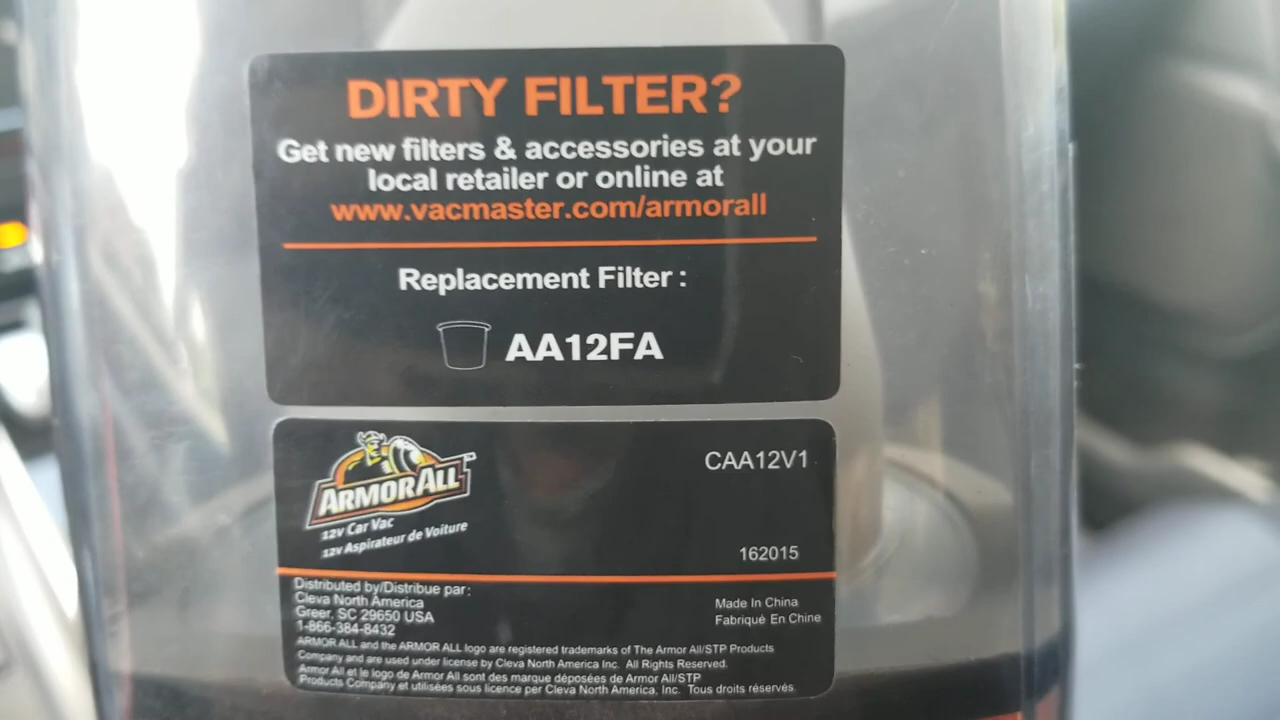 DIRTY FILTER?
Get new filters & accessories at your
local retailer or online at
www.vacmaster.com/armorall
Replacement Filter :
AA12FA
ARMOR ALL
12V Car Vac
12V Aspirateur de Voiture
CAA12V1
162015
Distributed by/Distribue par:
Cleva North America
Greer, SC 29650 USA
1-866-384-8432
Made In China
Fabriqué En Chine
ARMOR ALL and the ARMOR ALL logo are registered trademarks of The Armor All/STP Products
Company and are used under license by Cleva North America Inc. All Rights Reserved.
Armor All et le logo de Armor All sont des marque déposées de Armor All/STP
Products Company et utilisées sous licence per Cleva North America, Inc. Tous droits réservés.